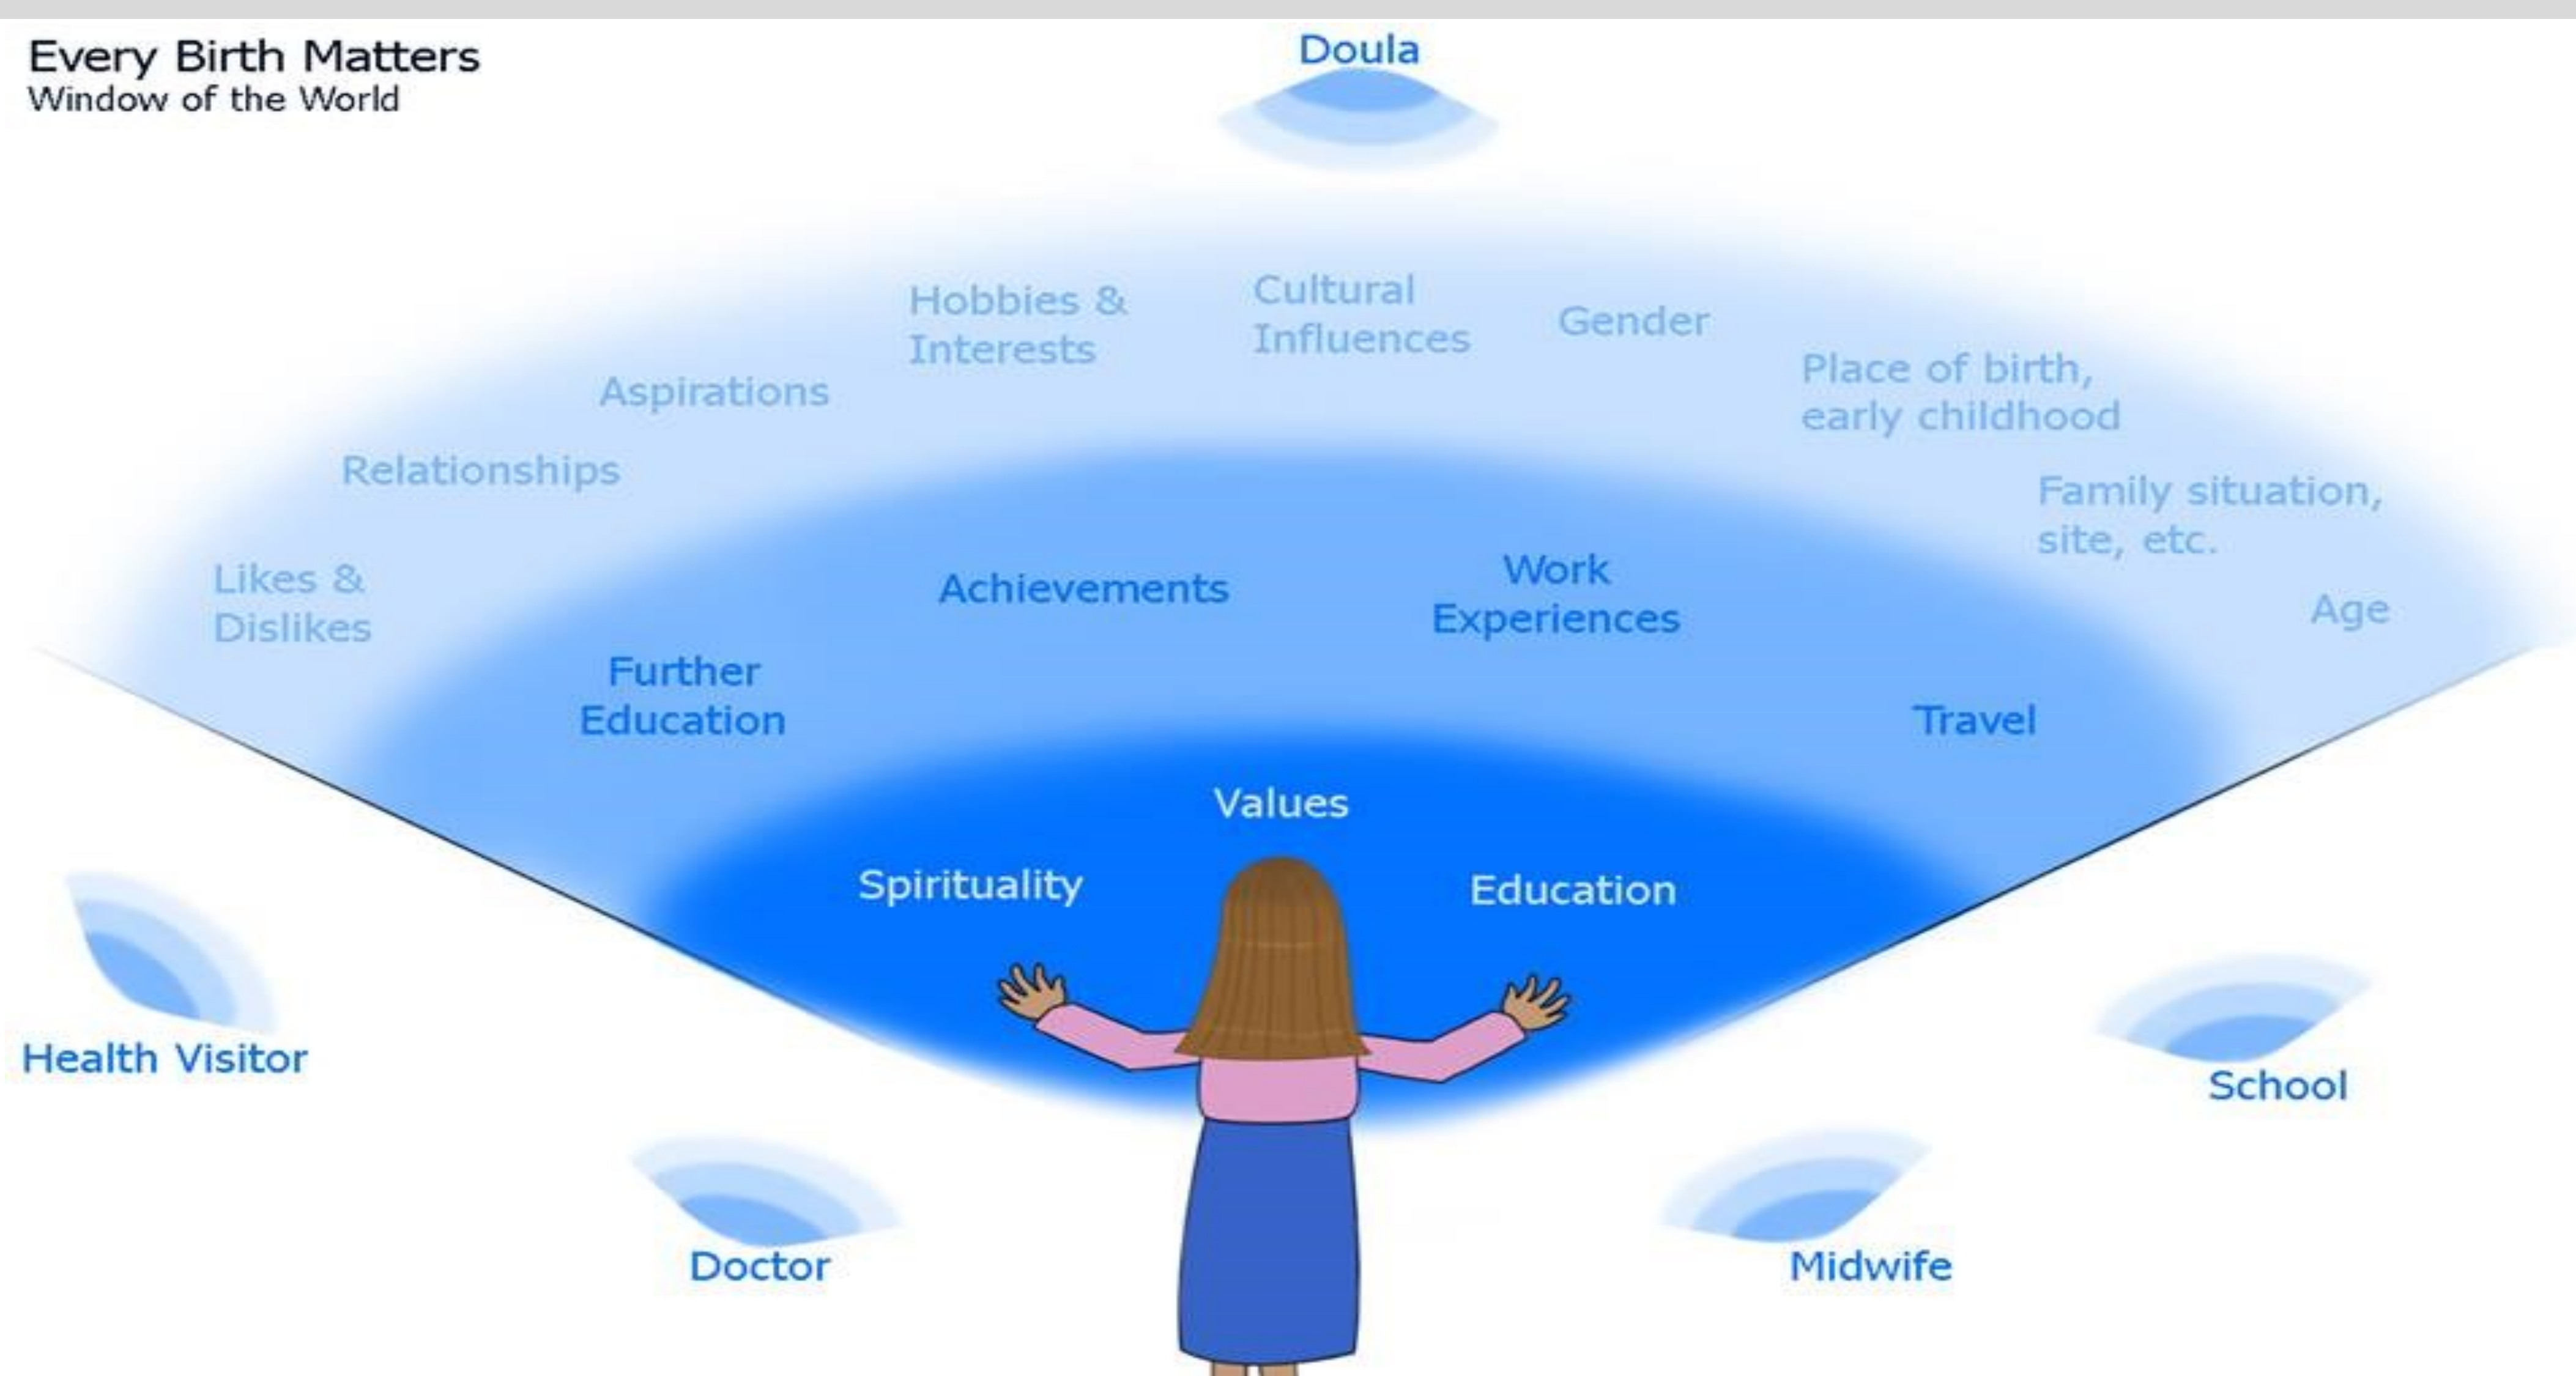 Every Birth Matters
Window of the World
Doula
Hobbies &
Interests
Cultural
Influences
Gender
Place of birth,
early childhood
Aspirations
Relationships
Family situation,
site, etc.
Likes &
Dislikes
Age
Achievements
Work
Experiences
Further
Education
Travel
Values
Spirituality
Education
Health Visitor
School
Doctor
Midwife